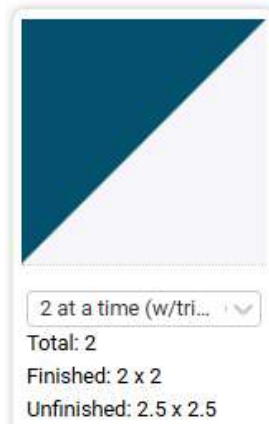 2 at a time (w/tri...
Total: 2
Finished: 2 x 2
Unfinished: 2.5 x 2.5